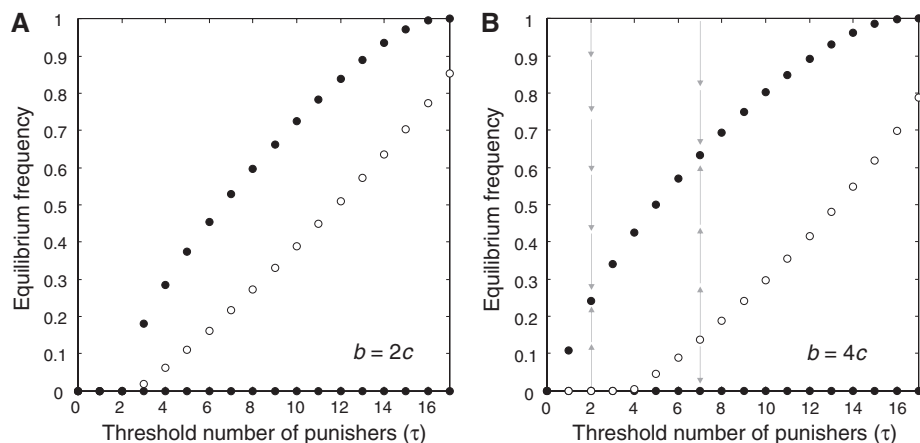 A
1
0.9
0.8
0.7
0.6
0.5
0.4
0.3
0.2
0.1
0
Equilibrium frequency
0 2 4 6 8 10 12 14 16
Threshold number of punishers (τ)
b = 2c
B
1
0.9
0.8
0.7
0.6
0.5
0.4
0.3
0.2
0.1
0
Equilibrium frequency
0 2 4 6 8 10 12 14 16
Threshold number of punishers (τ)
b = 4c